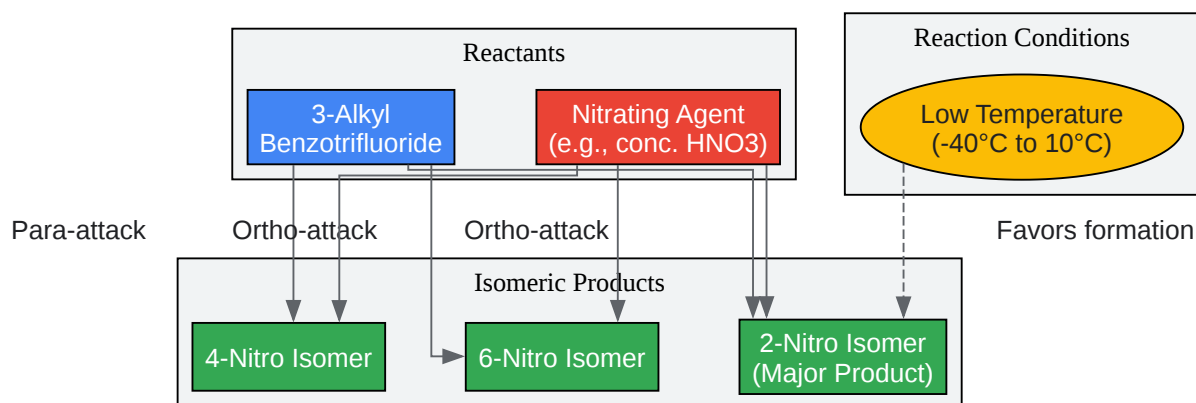 Reactants
Reaction Conditions
3-Alkyl
Benzotrifluoride
Nitrating Agent
(e.g., conc. HNO3)
Low Temperature
(-40°C to 10°C)
Para-attack
Ortho-attack
Ortho-attack
Favors formation
Isomeric Products
4-Nitro Isomer
6-Nitro Isomer
2-Nitro Isomer
(Major Product)